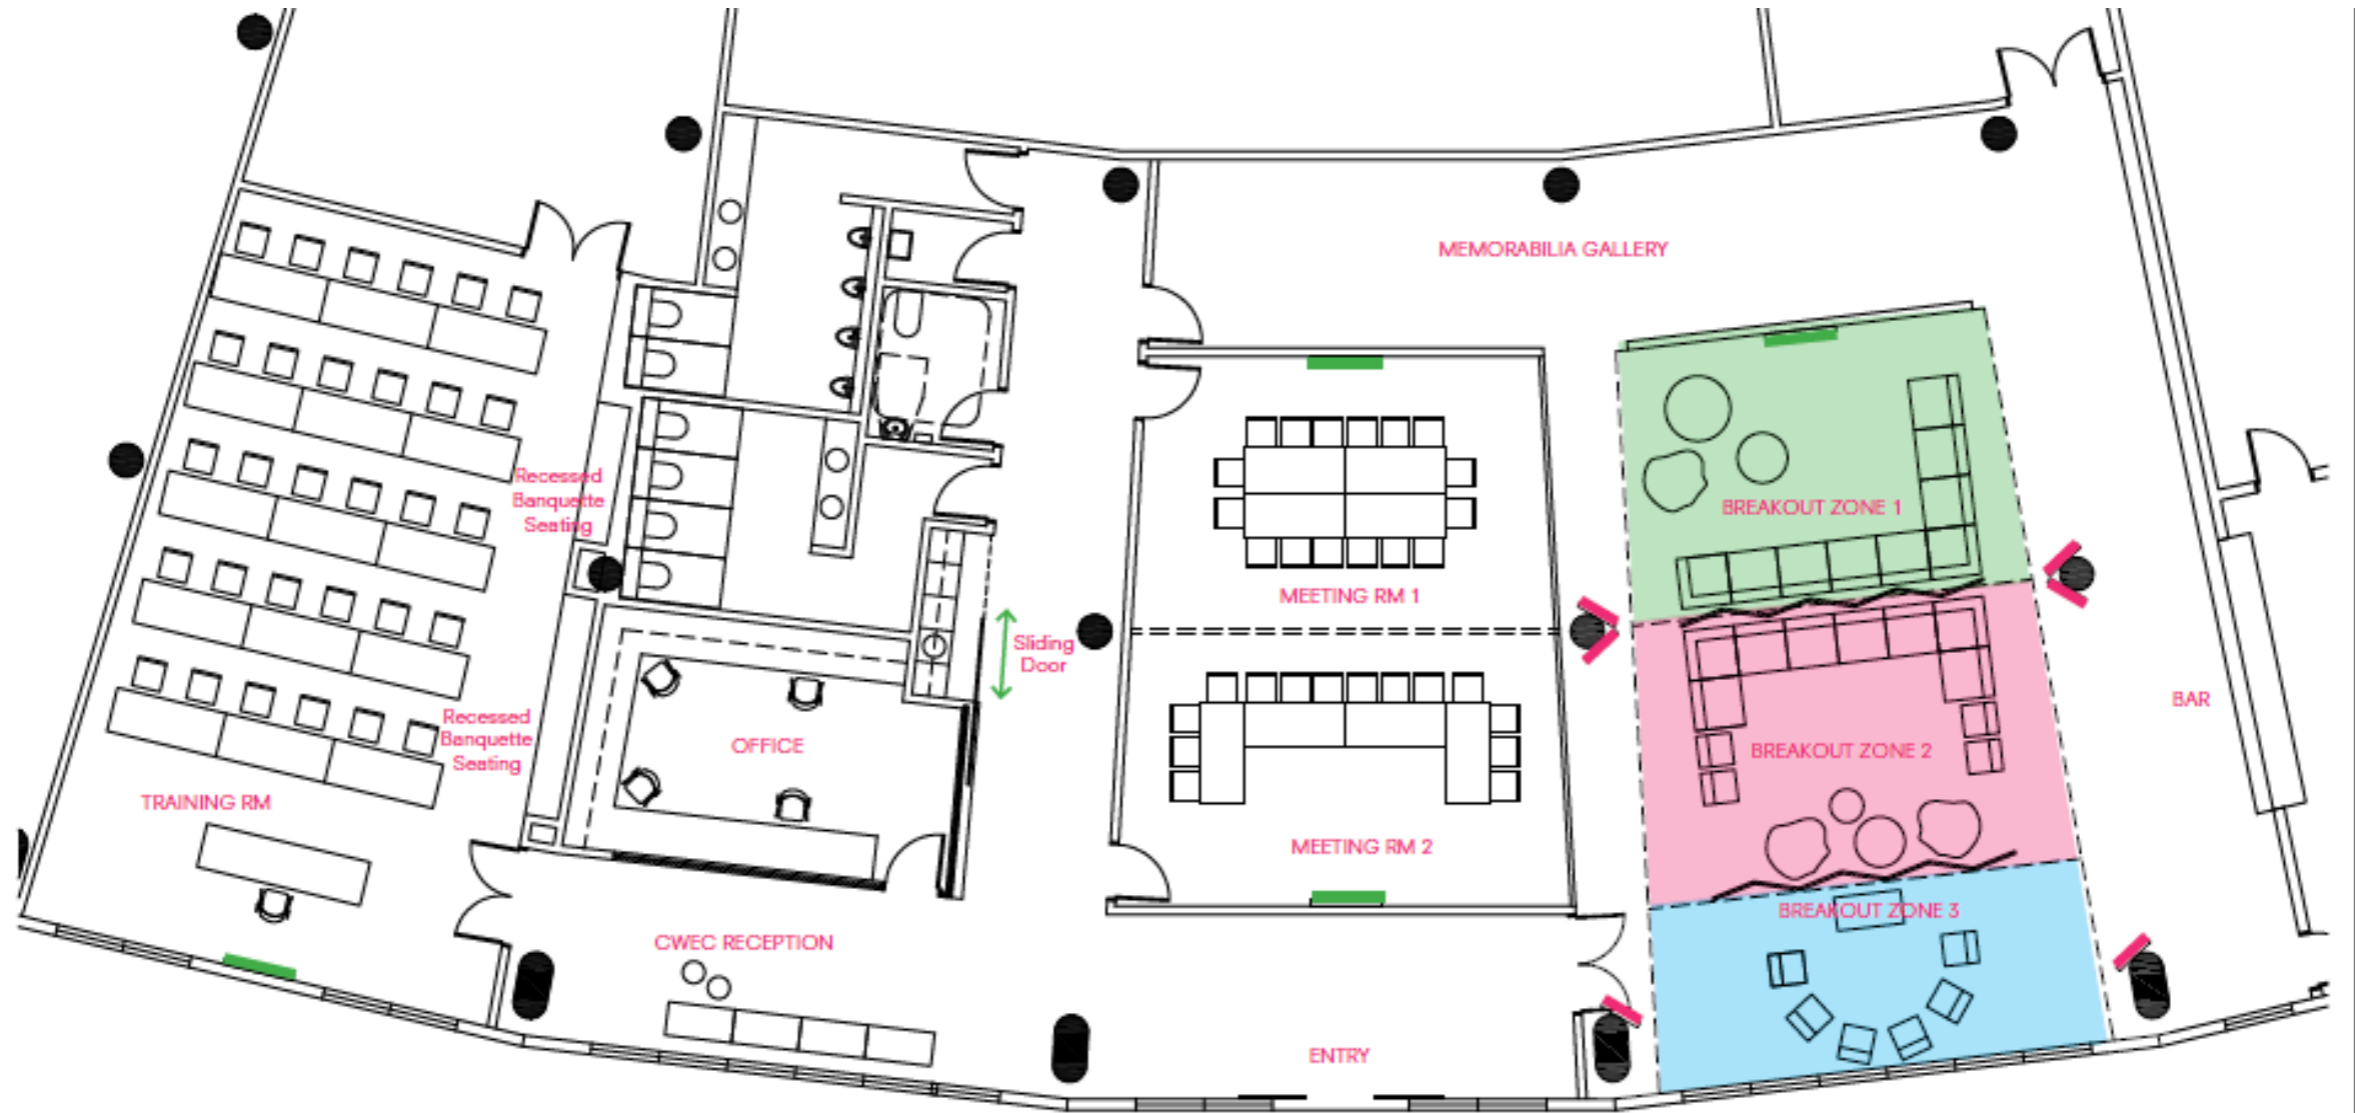 MEMORABILIA GALLERY
Recessed
Banquette
Seating
BREAKOUT ZONE 1
MEETING RM 1
Sliding
Door
Recessed
Banquette
Seating
OFFICE
BAR
BREAKOUT ZONE 2
TRAINING RM
MEETING RM 2
BREAKOUT ZONE 3
CWEC RECEPTION
ENTRY